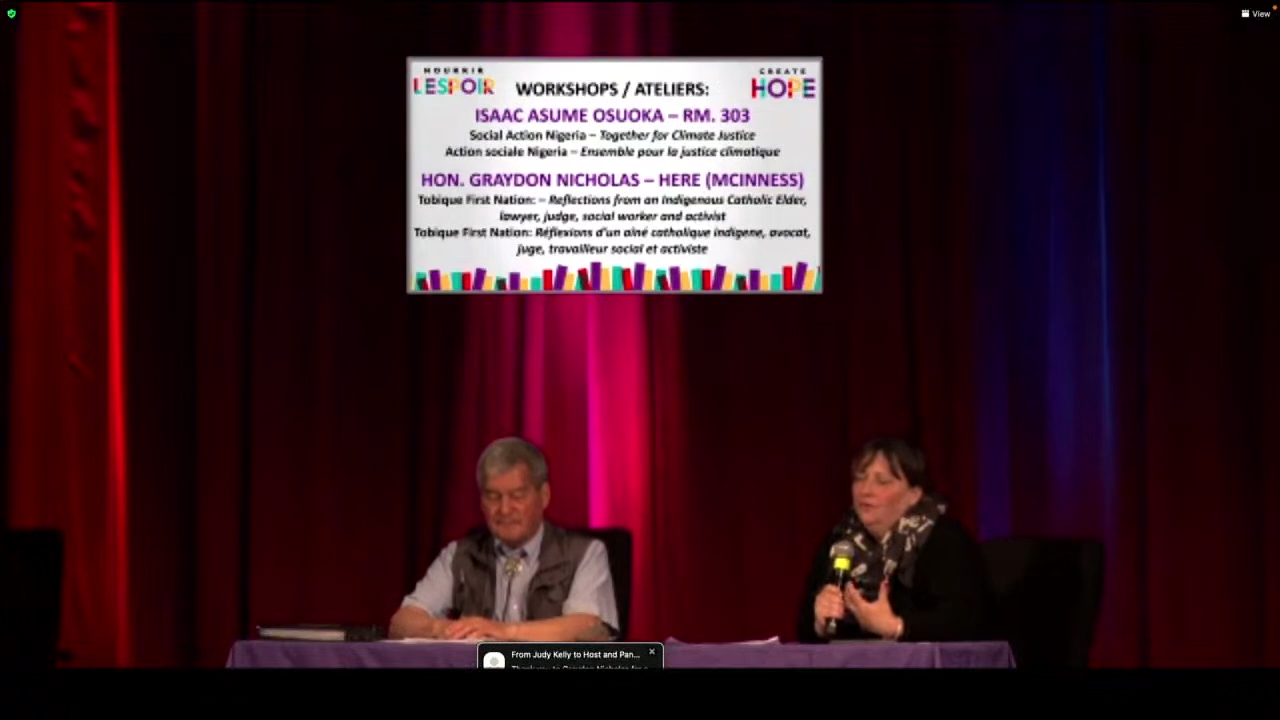 View
NOURRIR
L'ESPOIR
CREATE
HOPE
WORKSHOPS / ATELIERS:
ISAAC ASUME OSUOKA – RM. 303
Social Action Nigeria – Together for Climate Justice
Action sociale Nigeria – Ensemble pour la justice climatique
HON. GRAYDON NICHOLAS – HERE (MCINNESS)
Tobique First Nation: – Reflections from an Indigenous Catholic Elder,
lawyer, judge, social worker and activist
Tobique First Nation: Réflexions d'un aîné catholique indigene, avocat,
juge, travailleur social et activiste
From Judy Kelly to Host and Pan...